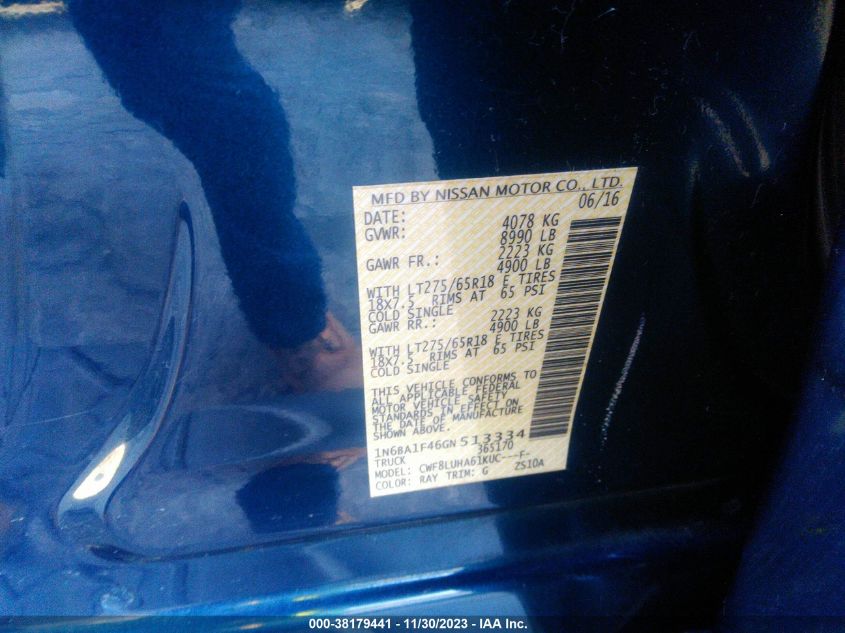 MFD BY NISSAN MOTOR CO., LTD.
DATE: 06/16
GVWR: 4078 KG
8990 LB
GAWR FR.: 2223 KG
4900 LB
WITH LT275/65R18 E TIRES
18X7.5 RIMS AT 65 PSI
COLD SINGLE
GAWR RR.: 2223 KG
4900 LB
WITH LT275/65R18 E TIRES
18X7.5 RIMS AT 65 PSI
COLD SINGLE
THIS VEHICLE CONFORMS TO
ALL APPLICABLE FEDERAL
MOTOR VEHICLE SAFETY
STANDARDS IN EFFECT ON
THE DATE OF MANUFACTURE
SHOWN ABOVE.
1N6BA1F46GN513334
TRUCK 365170
MODEL: CWF8LUHA61KUC---F-
COLOR: RAY TRIM: G ZS10A
000-38179441 - 11/30/2023 - IAA Inc.